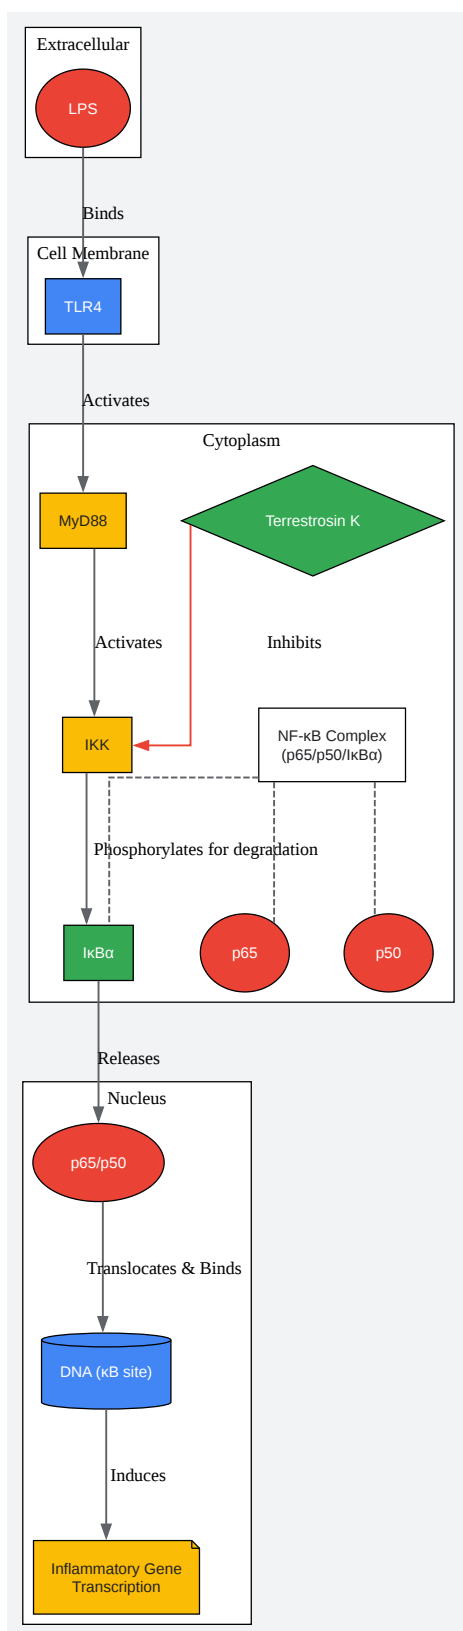 Extracellular
LPS
Binds
Cell Membrane
TLR4
Activates
Cytoplasm
MyD88
Terrestrosin K
Activates
Inhibits
IKK
NF-κB Complex
(p65/p50/IκBα)
Phosphorylates for degradation
IκBα
p65
p50
Releases
Nucleus
p65/p50
Translocates & Binds
DNA (κB site)
Induces
Inflammatory Gene
Transcription